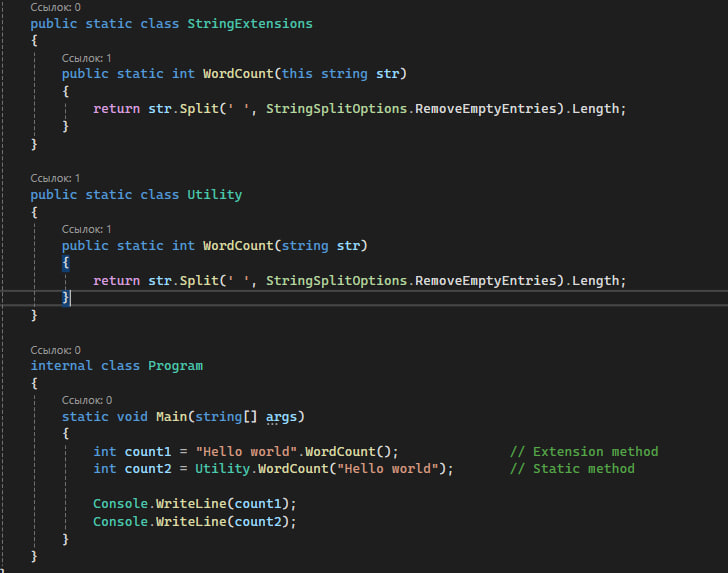 Ссылок: 0
public static class StringExtensions
{
Ссылок: 1
public static int WordCount(this string str)
{
return str.Split(' ', StringSplitOptions.RemoveEmptyEntries).Length;
}
}
Ссылок: 1
public static class Utility
{
Ссылок: 1
public static int WordCount(string str)
{
return str.Split(' ', StringSplitOptions.RemoveEmptyEntries).Length;
}
}
Ссылок: 0
internal class Program
{
Ссылок: 0
static void Main(string[] args)
{
int count1 = "Hello world".WordCount(); // Extension method
int count2 = Utility.WordCount("Hello world"); // Static method
Console.WriteLine(count1);
Console.WriteLine(count2);
}
}